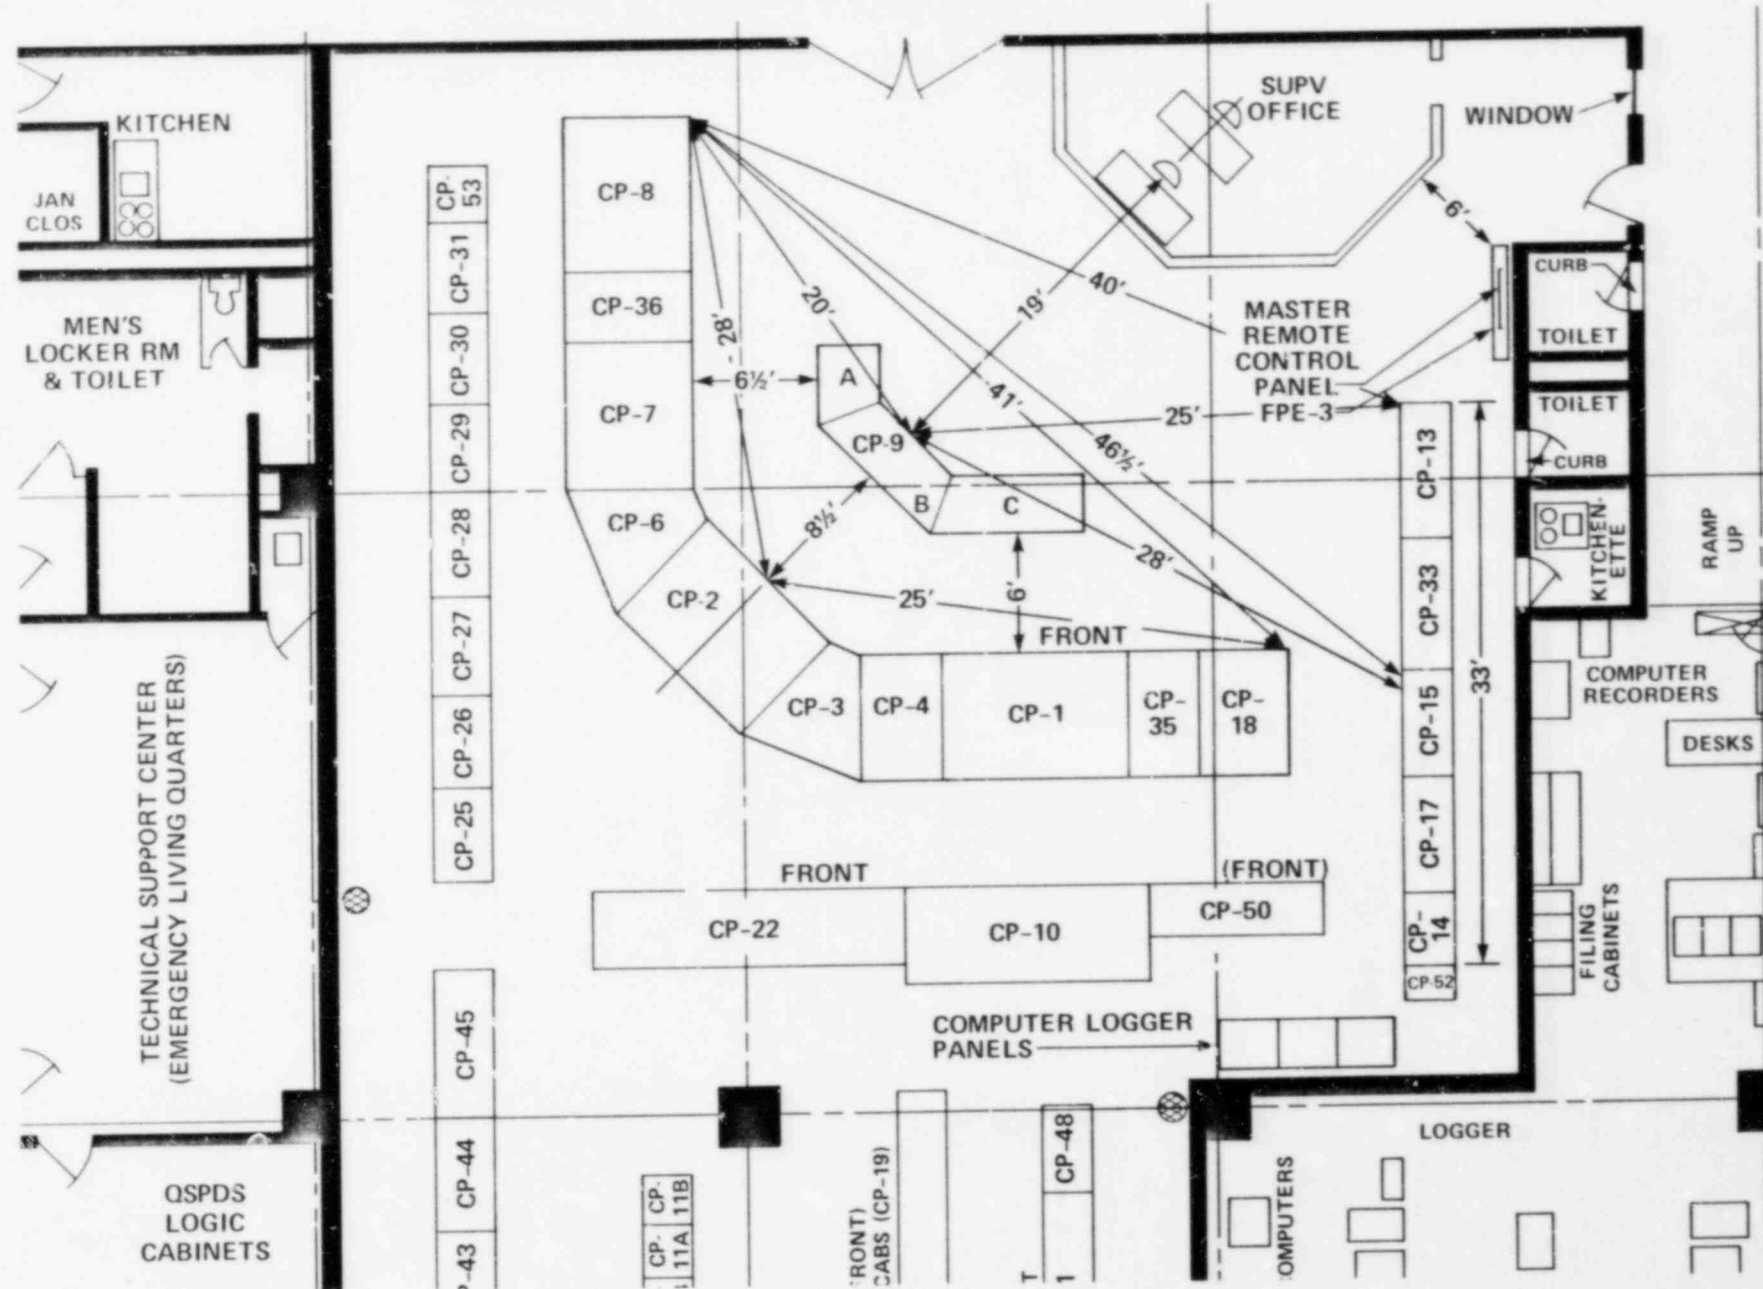 KITCHEN
JAN
CLOS
MEN'S
LOCKER RM
& TOILET
TECHNICAL SUPPORT CENTER
(EMERGENCY LIVING QUARTERS)
QSPDS
LOGIC
CABINETS
CP-
53
CP-31
CP-30
CP-29
CP-28
CP-27
CP-26
CP-25
CP-45
CP-44
CP-8
CP-36
CP-7
CP-6
CP-2
CP-3
CP-4
CP-1
CP-
35
CP-
18
A
CP-9
B
C
28'
20'
6½'
8½'
25'
6'
FRONT
40'
19'
41'
46½'
25'
28'
SUPV
OFFICE
WINDOW
6'
MASTER
REMOTE
CONTROL
PANEL
FPE-3
CURB
TOILET
TOILET
CURB
KITCHEN-
ETTE
RAMP
UP
CP-13
CP-33
CP-15
CP-17
CP-
14
CP-52
33'
COMPUTER
RECORDERS
DESKS
FILING
CABINETS
FRONT
(FRONT)
CP-22
CP-10
CP-50
COMPUTER LOGGER
PANELS
LOGGER
CP-
11A
CP-
11B
CABS (CP-19)
CP-48